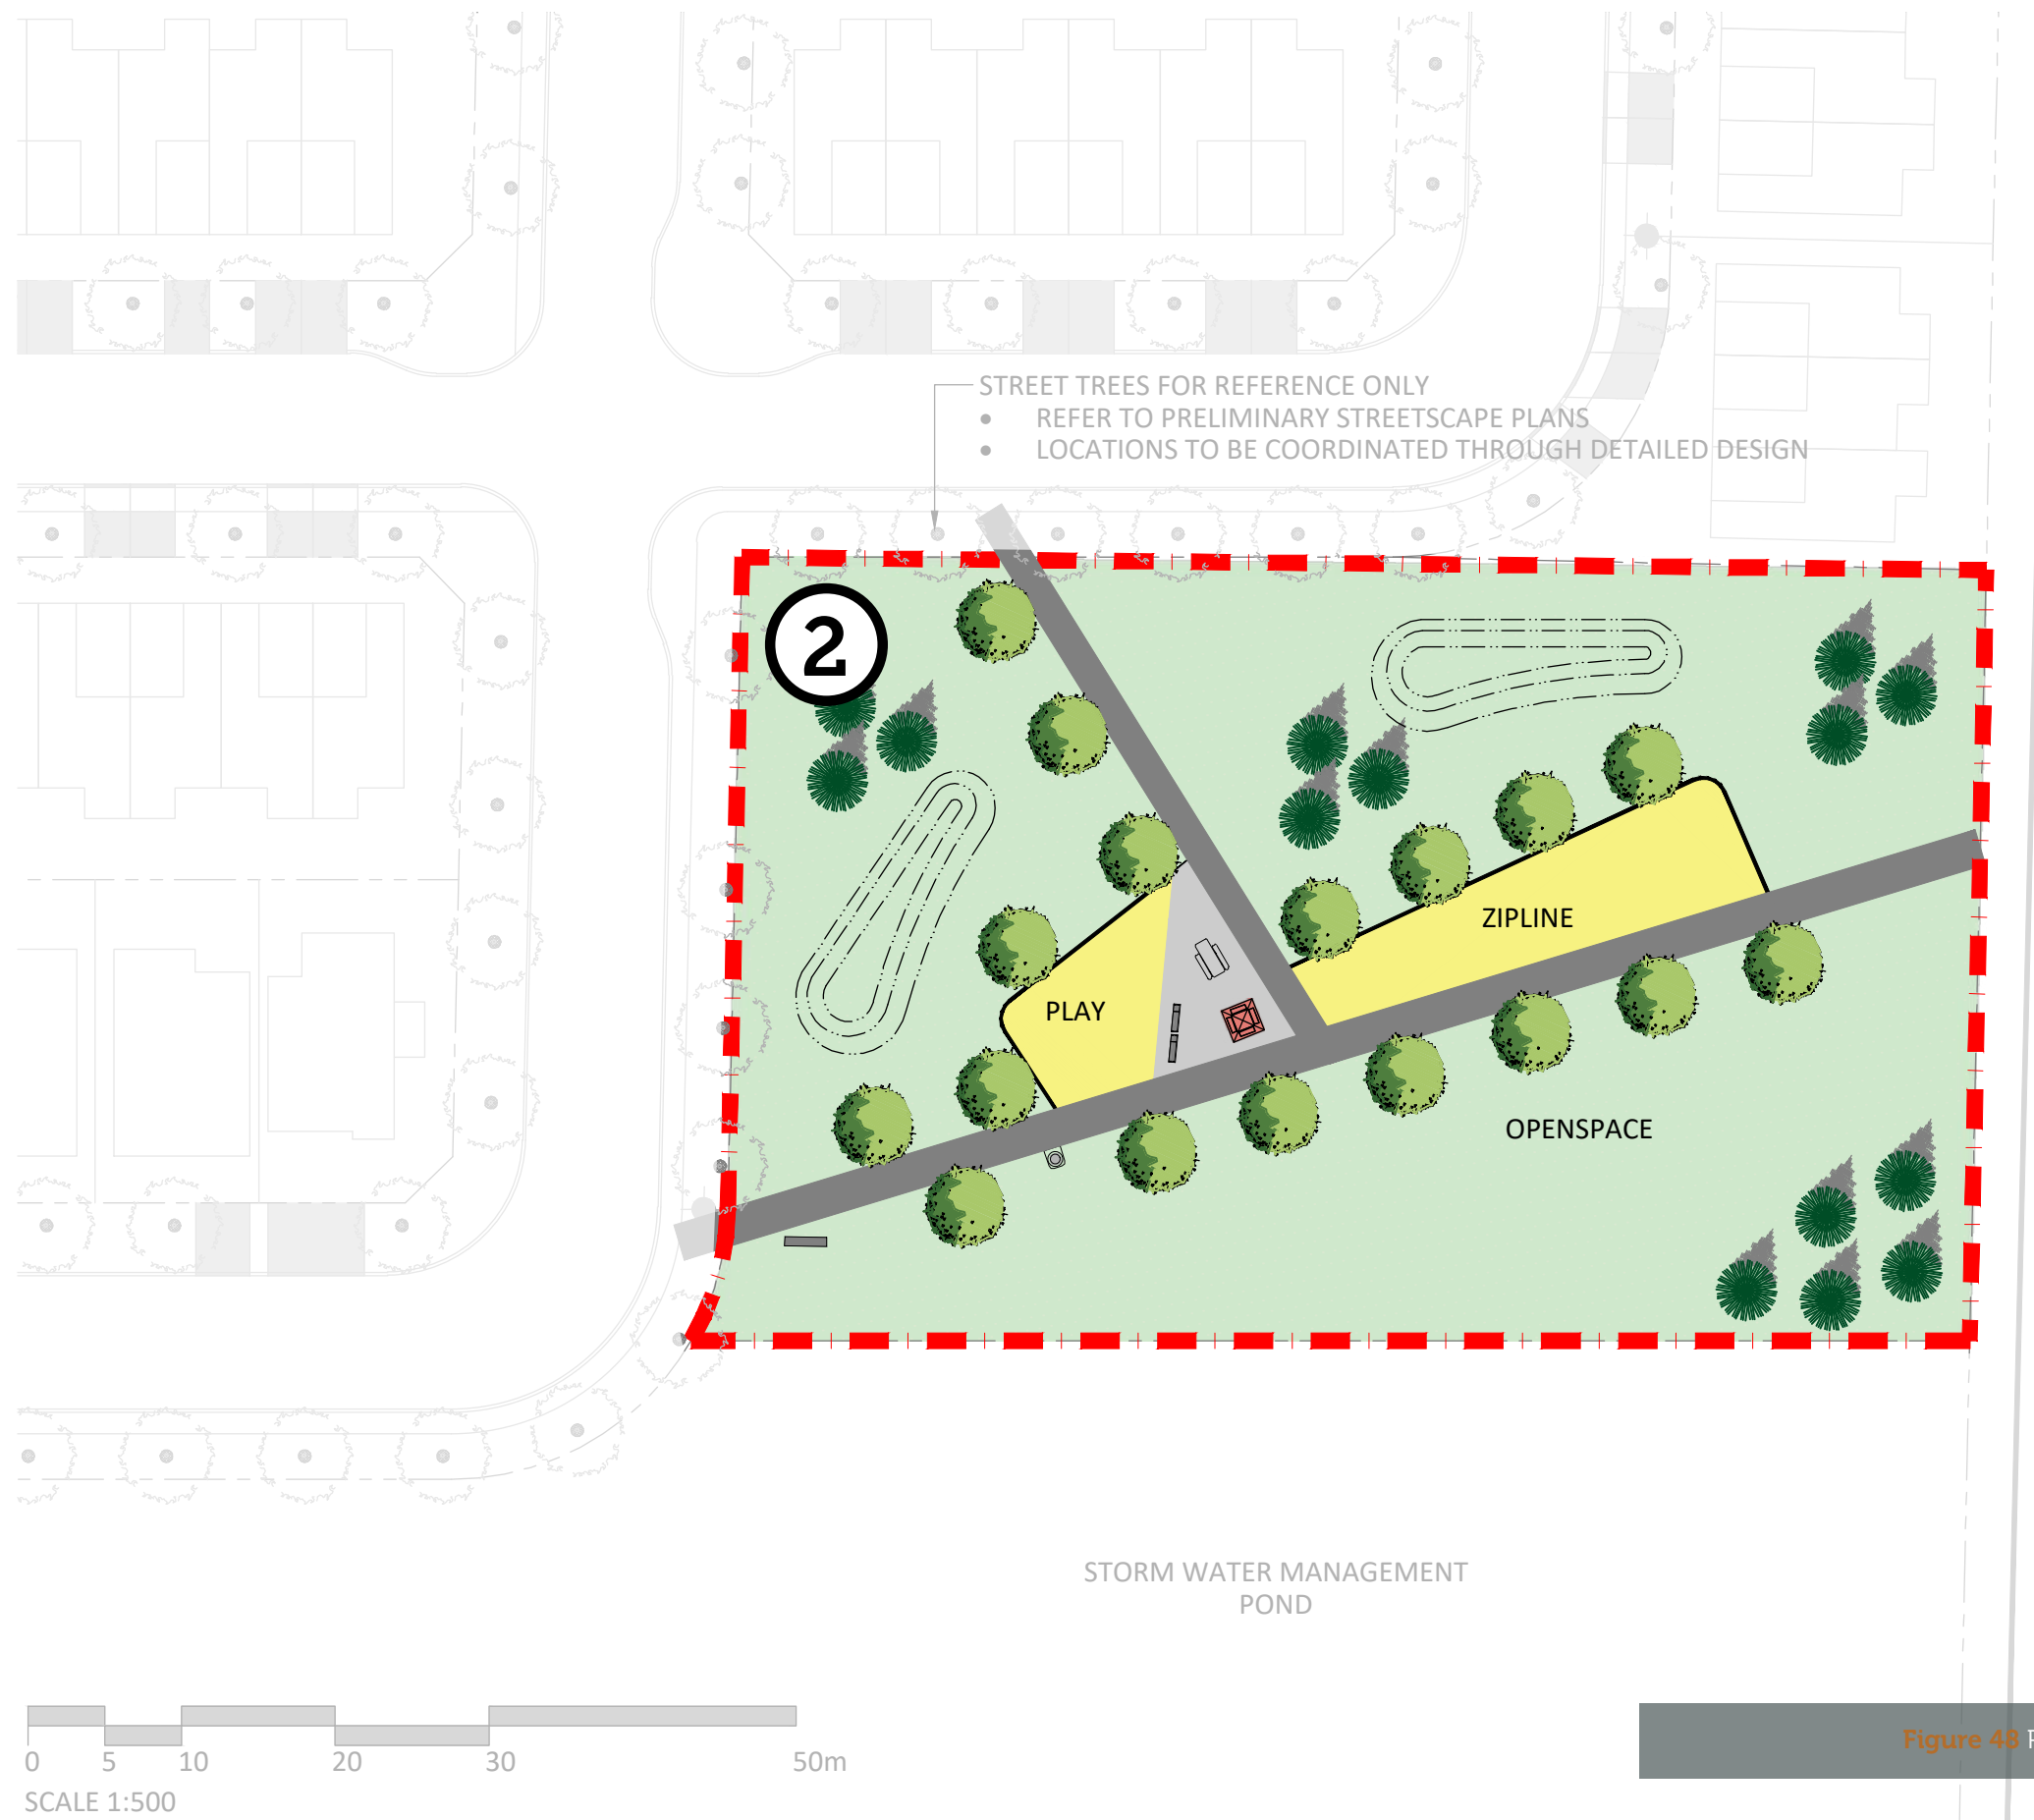 STREET TREES FOR REFERENCE ONLY
• REFER TO PRELIMINARY STREETSCAPE PLANS
• LOCATIONS TO BE COORDINATED THROUGH DETAILED DESIGN
2
ZIPLINE
PLAY
OPENSPACE
STORM WATER MANAGEMENT
POND
0 5 10 20 30 50m
SCALE 1:500
Figure 48